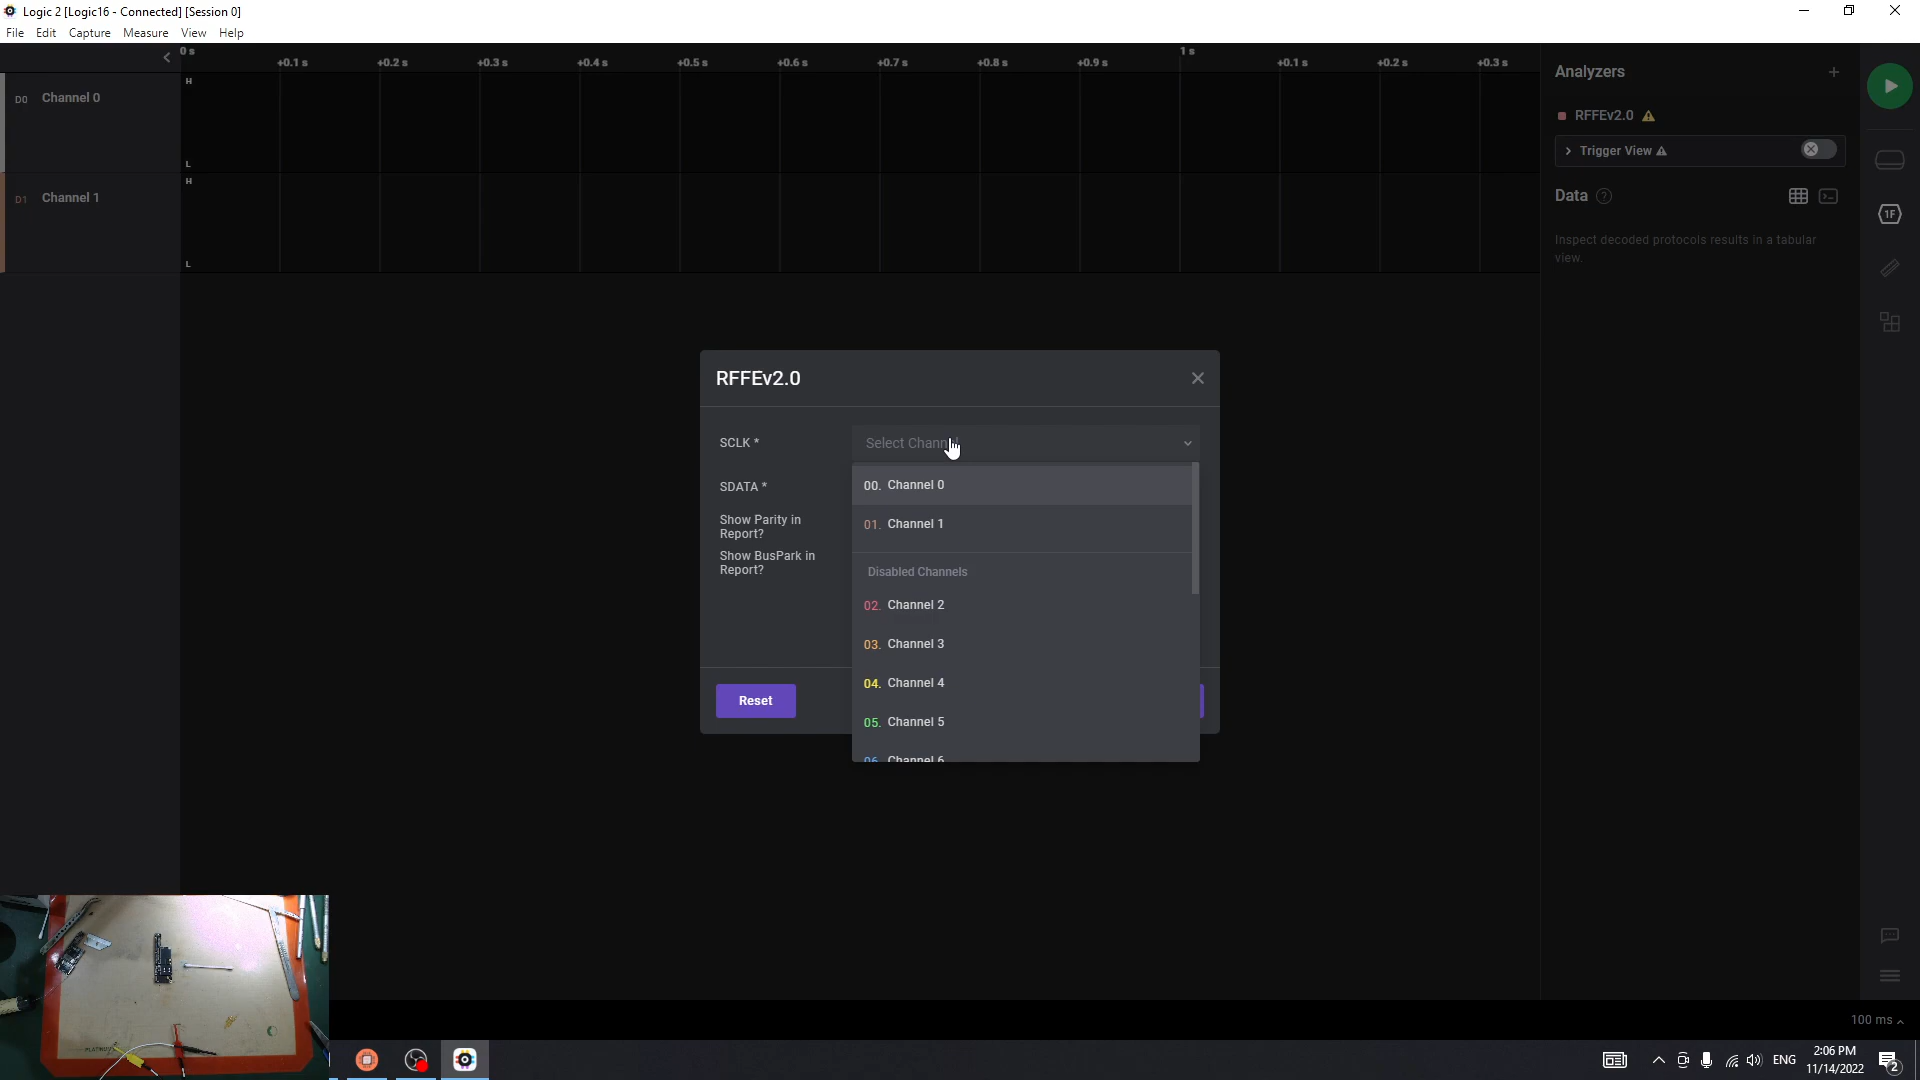 Logic 2 [Logic16 - Connected] [Session 0]
File Edit Capture Measure View Help
0 s
+0.1 s +0.2 s +0.3 s +0.4 s +0.5 s +0.6 s +0.7 s +0.8 s +0.9 s
1 s
+0.1 s +0.2 s +0.3 s
D0 Channel 0
H
L
D1 Channel 1
H
L
Analyzers
RFFEv2.0
Trigger View
Data
Inspect decoded protocols results in a tabular
view.
1F
RFFEv2.0
SCLK *
Select Chann
SDATA *
Show Parity in
Report?
Show BusPark in
Report?
00. Channel 0
01. Channel 1
Disabled Channels
02. Channel 2
03. Channel 3
04. Channel 4
05. Channel 5
06. Channel 6
Reset
100 ms
ENG
2:06 PM
11/14/2022
2